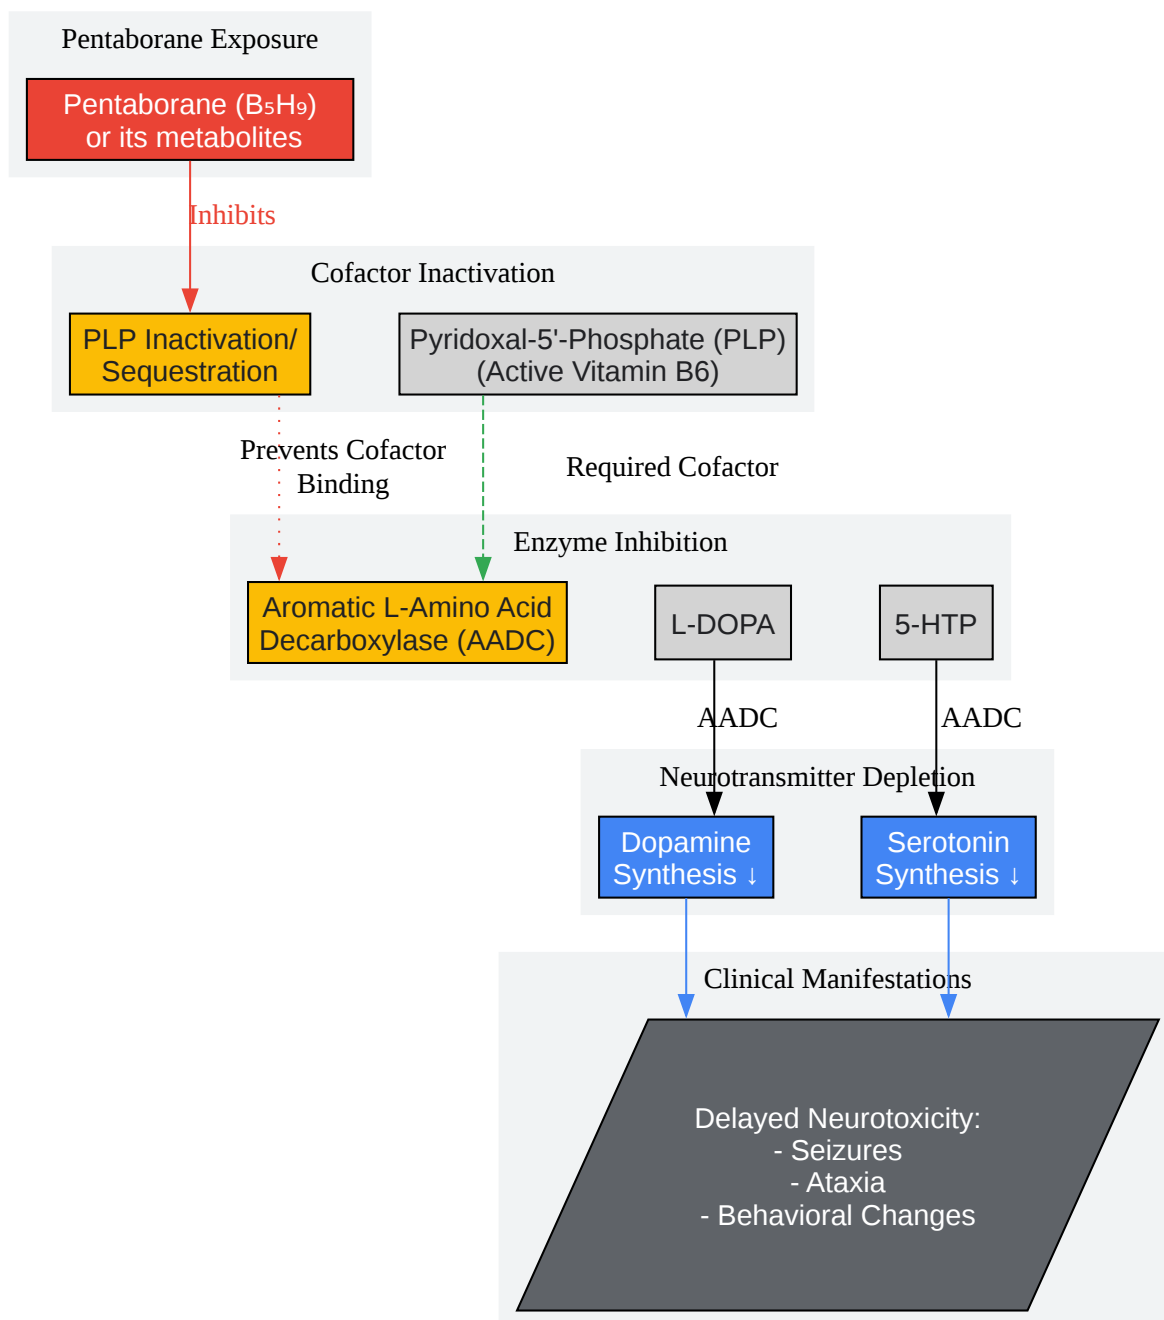 Pentaborane Exposure
Pentaborane (B₅H₉)
or its metabolites
Inhibits
Cofactor Inactivation
PLP Inactivation/
Sequestration
Pyridoxal-5'-Phosphate (PLP)
(Active Vitamin B6)
Prevents Cofactor
Binding
Required Cofactor
Enzyme Inhibition
Aromatic L-Amino Acid
Decarboxylase (AADC)
L-DOPA
5-HTP
AADC
AADC
Neurotransmitter Depletion
Dopamine
Synthesis ↓
Serotonin
Synthesis ↓
Clinical Manifestations
Delayed Neurotoxicity:
- Seizures
- Ataxia
- Behavioral Changes